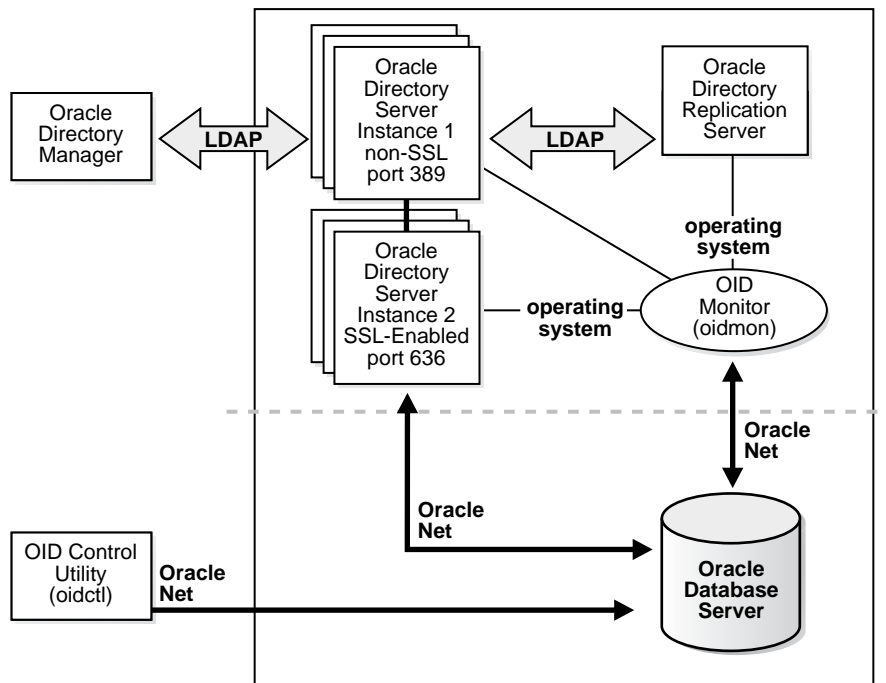 Oracle
Directory
Manager
LDAP
Oracle
Directory
Server
Instance 1
non-SSL
port 389
LDAP
Oracle
Directory
Replication
Server
Oracle
Directory
Server
Instance 2
SSL-Enabled
port 636
operating
system
operating
system
OID
Monitor
(oidmon)
Oracle
Net
Oracle
Net
OID Control
Utility
(oidctl)
Oracle
Net
Oracle
Database
Server